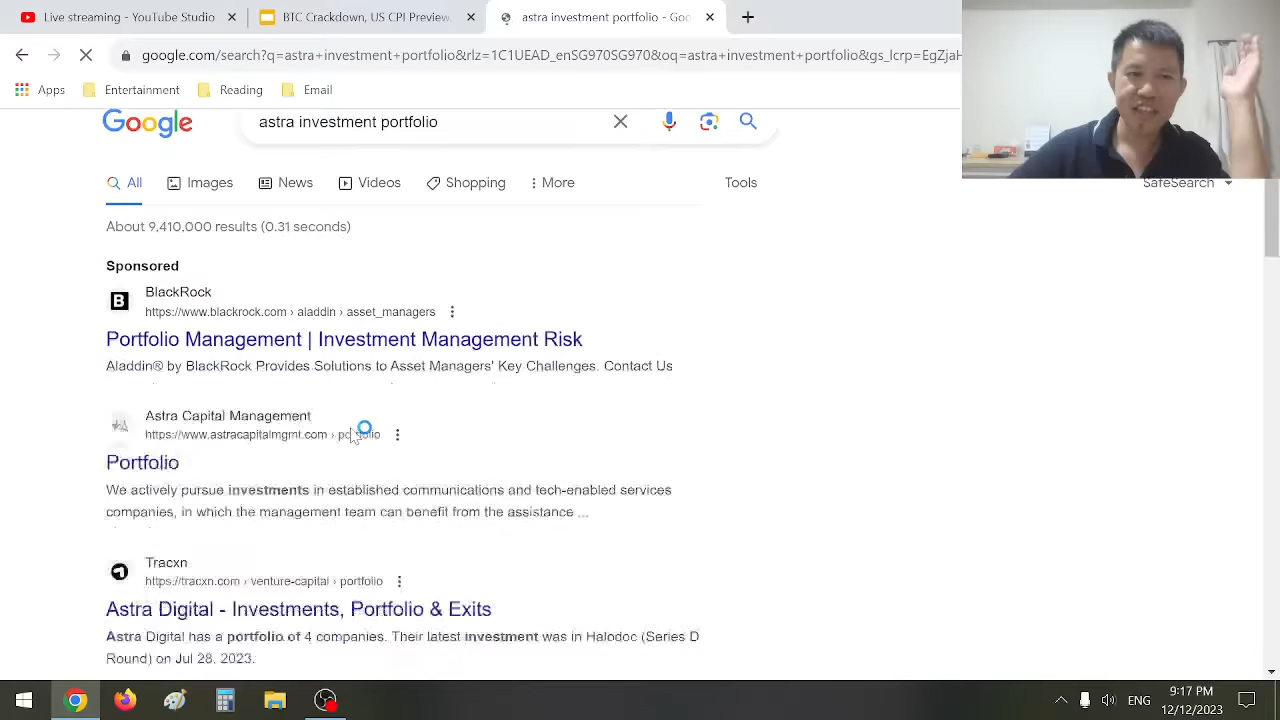 Live streaming - YouTube Studio
BTC Crackdown, US CPI Preview,
astra investment portfolio - Goo
google.com/search?q=astra+investment+portfolio&rlz=1C1UEAD_enSG970SG970&oq=astra+investment+portfolio&gs_lcrp=EgZjaH
Apps
Entertainment
Reading
Email
Google
astra investment portfolio
All
Images
News
Videos
Shopping
More
Tools
SafeSearch
About 9,410,000 results (0.31 seconds)
Sponsored
BlackRock
https://www.blackrock.com › aladdin › asset_managers
Portfolio Management | Investment Management Risk
Aladdin® by BlackRock Provides Solutions to Asset Managers' Key Challenges. Contact Us
Astra Capital Management
https://www.astracapitalmgmt.com › portfolio
Portfolio
We actively pursue investments in established communications and tech-enabled services
companies, in which the management team can benefit from the assistance ...
Tracxn
https://tracxn.com › venture-capital › portfolio
Astra Digital - Investments, Portfolio & Exits
Astra Digital has a portfolio of 4 companies. Their latest investment was in Halodoc (Series D
Round) on Jul 28, 2023.
ENG
9:17 PM
12/12/2023